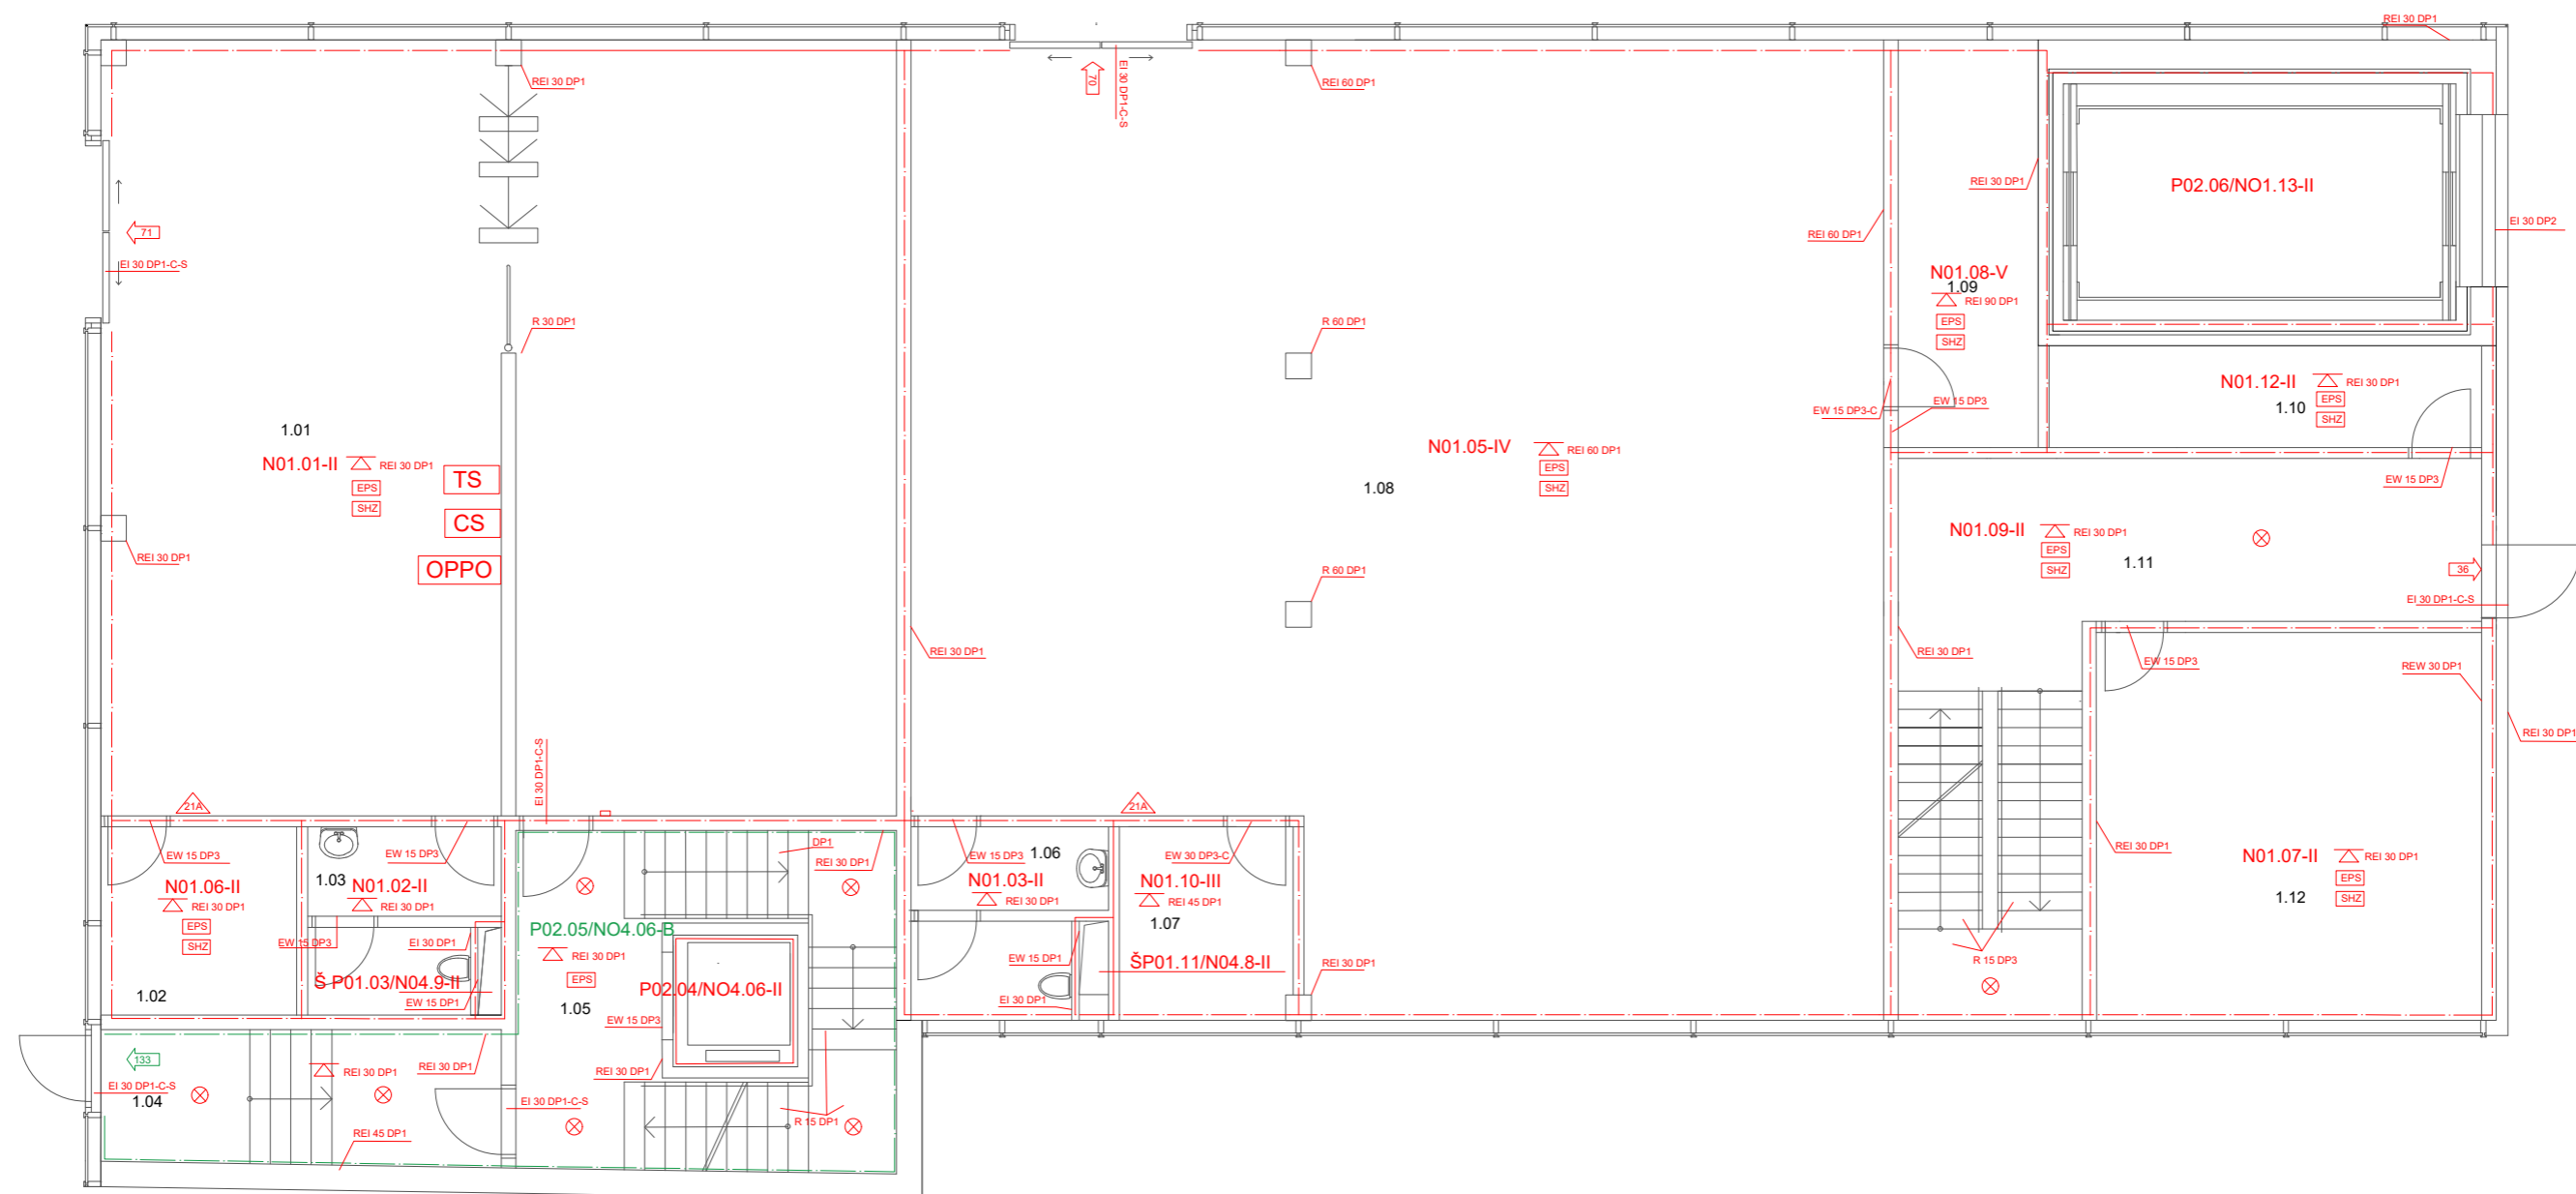 REI 30 DP1
REI 30 DP1
70
EI 30 DP1-C-S
REI 60 DP1
REI 30 DP1
P02.06/NO1.13-II
EI 30 DP2
71
EI 30 DP1-C-S
REI 60 DP1
N01.08-V
1.09
REI 90 DP1
EPS
SHZ
R 30 DP1
R 60 DP1
EW 15 DP3-C
EW 15 DP3
N01.12-II
REI 30 DP1
EPS
1.10
SHZ
1.01
N01.01-II
REI 30 DP1
EPS
SHZ
TS
CS
OPPO
REI 30 DP1
N01.05-IV
REI 60 DP1
EPS
SHZ
1.08
EW 15 DP3
N01.09-II
REI 30 DP1
EPS
SHZ
1.11
36
EI 30 DP1-C-S
R 60 DP1
REI 30 DP1
REI 30 DP1
EW 15 DP3
REW 30 DP1
REI 30 DP1
EI 30 DP1-C-S
21A
21A
EW 15 DP3
EW 15 DP3
DP1
REI 30 DP1
EW 15 DP3
1.06
EW 30 DP3-C
REI 30 DP1
N01.07-II
REI 30 DP1
EPS
SHZ
1.12
N01.06-II
REI 30 DP1
EPS
SHZ
1.03
N01.02-II
REI 30 DP1
N01.03-II
REI 30 DP1
N01.10-III
REI 45 DP1
1.07
EW 15 DP3
EI 30 DP1
P02.05/NO4.06-B
REI 30 DP1
EPS
1.05
Š P01.03/N04.9-II
EW 15 DP1
P02.04/NO4.06-II
EW 15 DP1
ŠP01.11/N04.8-II
REI 30 DP1
EI 30 DP1
R 15 DP3
1.02
EW 15 DP3
133
REI 30 DP1
REI 30 DP1
REI 30 DP1
EI 30 DP1-C-S
1.04
EI 30 DP1-C-S
R 15 DP1
REI 45 DP1